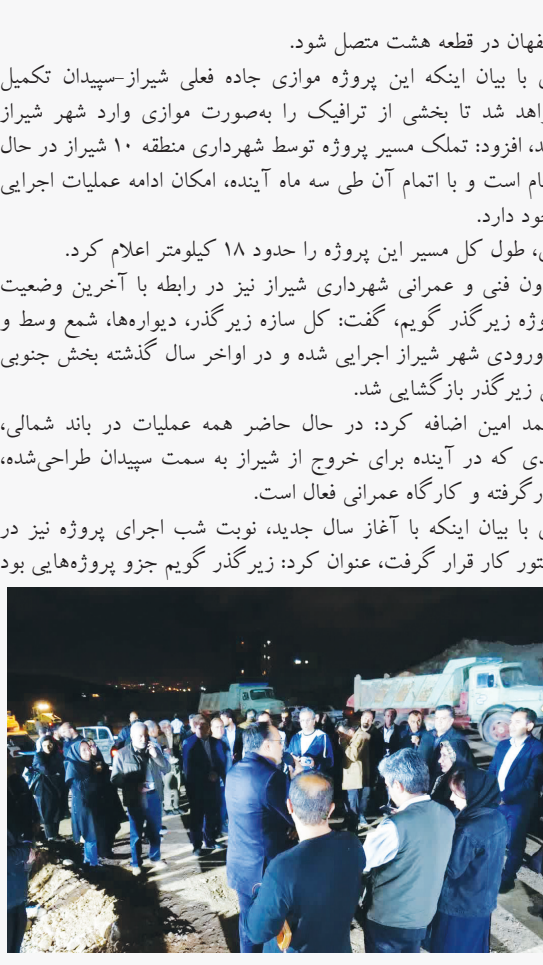 فهان در قطعه هشت متصل شود.
با بیان اینکه این پروژه موازی جاده فعلی شیراز–سپیدان تکمیل
اهد شد تا بخشی از ترافیک را به‌صورت موازی وارد شهر شیراز
ند، افزود: تملک مسیر پروژه توسط شهرداری منطقه ۱۰ شیراز در حال
ام است و با اتمام آن طی سه ماه آینده، امکان ادامه عملیات اجرایی
ود دارد.
طول کل مسیر این پروژه را حدود ۱۸ کیلومتر اعلام کرد.
ون فنی و عمرانی شهرداری شیراز نیز در رابطه با آخرین وضعیت
وژه زیرگذر گویم، گفت: کل سازه زیرگذر، دیواره‌ها، شمع وسط و
ورودی شهر شیراز اجرایی شده و در اواخر سال گذشته بخش جنوبی
زیرگذر بازگشایی شد.
مد امین اضافه کرد: در حال حاضر همه عملیات در باند شمالی،
دی که در آینده برای خروج از شیراز به سمت سپیدان طراحی‌شده،
رگرفته و کارگاه عمرانی فعال است.
با بیان اینکه با آغاز سال جدید، نوبت شب اجرای پروژه نیز در
تور کار قرار گرفت، عنوان کرد: زیرگذر گویم جزو پروژه‌هایی بود